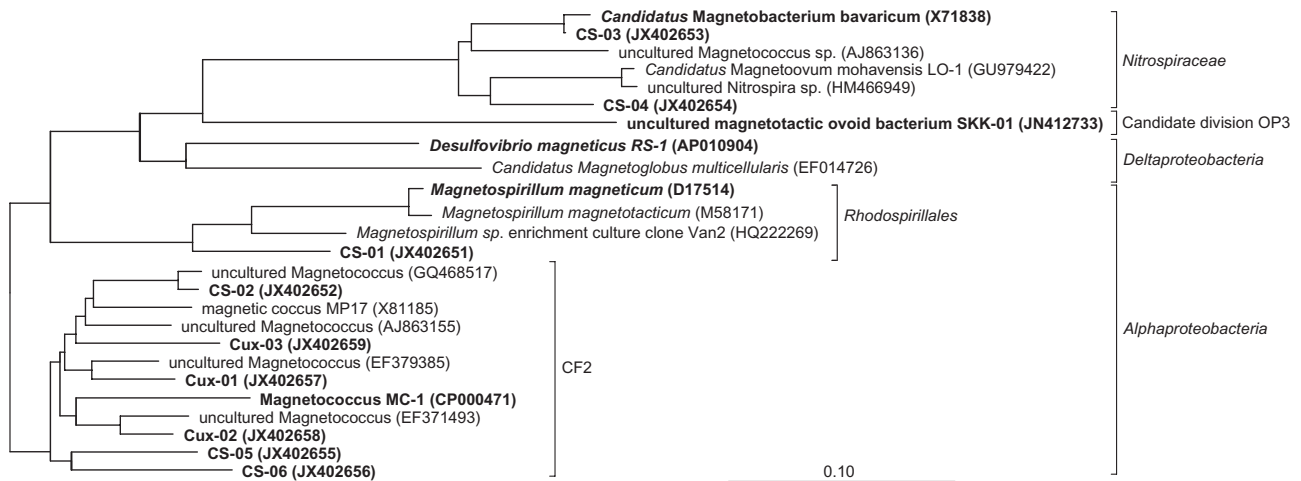 Candidatus Magnetobacterium bavaricum (X71838)
CS-03 (JX402653)
uncultured Magnetococcus sp. (AJ863136)
Candidatus Magnetoovum mohavensis LO-1 (GU979422)
uncultured Nitrospira sp. (HM466949)
CS-04 (JX402654)
Nitrospiraceae
uncultured magnetotactic ovoid bacterium SKK-01 (JN412733)
Candidate division OP3
Desulfovibrio magneticus RS-1 (AP010904)
Candidatus Magnetoglobus multicellularis (EF014726)
Deltaproteobacteria
Magnetospirillum magneticum (D17514)
Magnetospirillum magnetotacticum (M58171)
Magnetospirillum sp. enrichment culture clone Van2 (HQ222269)
CS-01 (JX402651)
Rhodospirillales
uncultured Magnetococcus (GQ468517)
CS-02 (JX402652)
magnetic coccus MP17 (X81185)
uncultured Magnetococcus (AJ863155)
Cux-03 (JX402659)
uncultured Magnetococcus (EF379385)
Cux-01 (JX402657)
Magnetococcus MC-1 (CP000471)
uncultured Magnetococcus (EF371493)
Cux-02 (JX402658)
CS-05 (JX402655)
CS-06 (JX402656)
CF2
Alphaproteobacteria
0.10